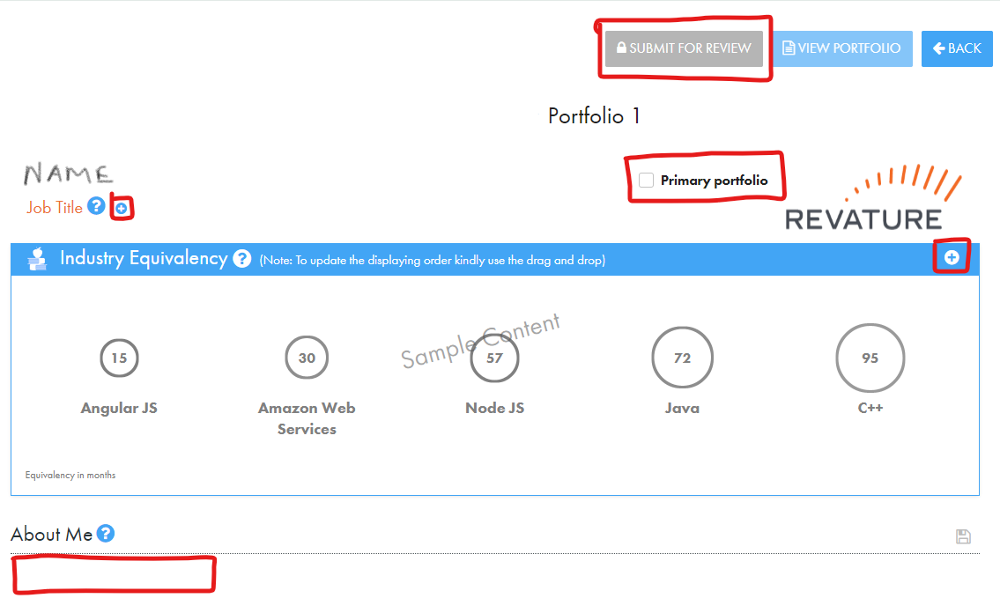 SUBMIT FOR REVIEW VIEW PORTFOLIO BACK
Portfolio 1
NAME
Primary portfolio
Job Title ?
REVATURE
Industry Equivalency ? (Note: To update the displaying order kindly use the drag and drop)
Sample Content
15 30 57 72 95
Angular JS Amazon Web Services Node JS Java C++
Equivalency in months
About Me ?